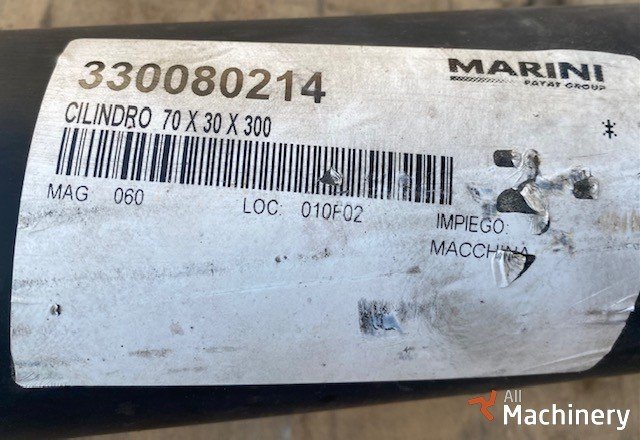 330080214
MARINI
FAYAT GROUP
CILINDRO 70 X 30 X 300
MAG 060
LOC: 010F02
IMPIEGO:
MACCHINA
All
Machinery